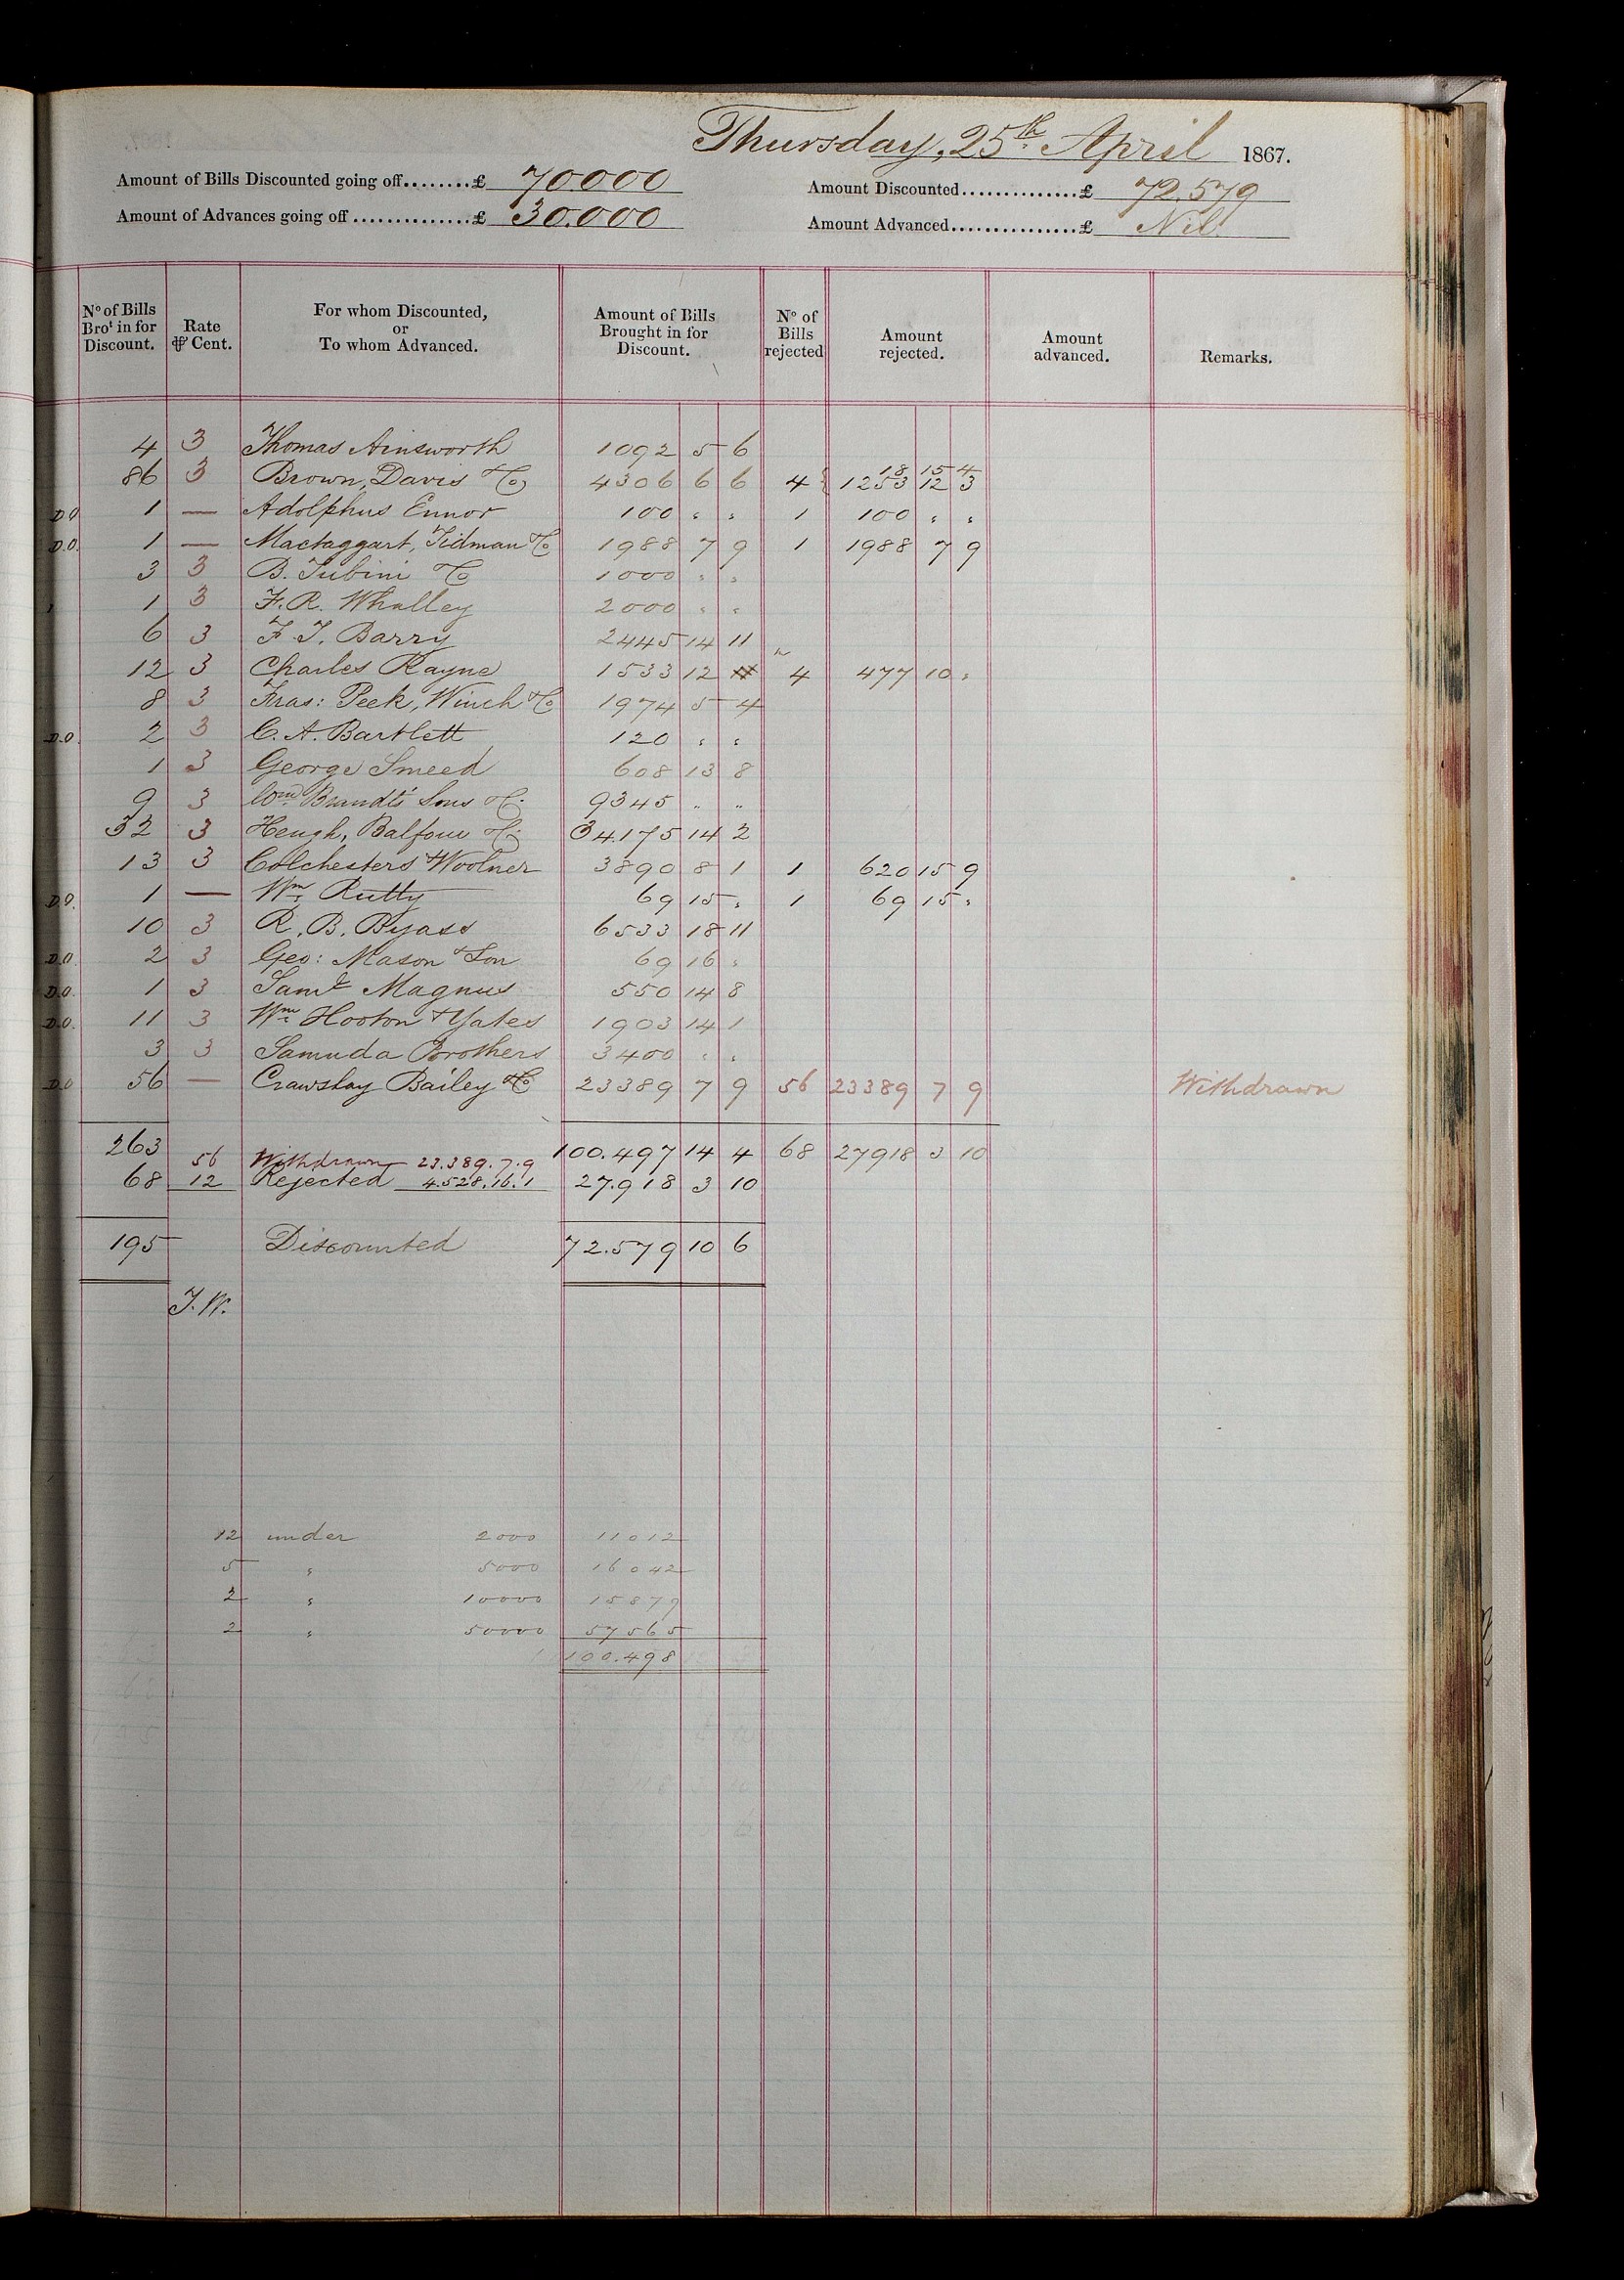 Thursday, 25th April 1867.
Amount of Bills Discounted going off........£ 70000 Amount Discounted..............£ 72.579
Amount of Advances going off...............£ 30.000 Amount Advanced...............£ Nil
No of Bills Brot in for Discount. Rate ⅌ Cent. For whom Discounted, or To whom Advanced. Amount of Bills Brought in for Discount. No of Bills rejected Amount rejected. Amount advanced. Remarks.
4 3 Thomas Ainsworth 1092 5 6
86 3 Brown, Davis & Co 4306 6 6 4 { 18 15 4
1253 12 3
D.O. 1 — Adolphus Ennor 100 " " 1 100 " "
D.O. 1 — Mactaggart, Tidman & Co 1988 7 9 1 1988 7 9
3 3 B. Tubini & Co 1000 " "
1 3 F. R. Whalley 2000 " "
6 3 F. T. Barry 2445 14 11
12 3 Charles Rayne 1533 12 " 4 477 10 "
8 3 Fras: Peek, Winch & Co 1974 5 4
D.O. 2 3 C. A. Bartlett 120 " "
1 3 George Smeed 608 13 8
9 3 Wm Brandt's Sons & Co 9345 " "
32 3 Heugh, Balfour & Co 34.175 14 2
13 3 Colchesters & Woolner 3890 8 1 1 620 15 9
D.O. 1 — Wm Rutty 69 15 " 1 69 15 "
10 3 R. B. Byass 6533 18 11
D.O. 2 3 Geo: Mason & Son 69 16 "
D.O. 1 3 Saml Magnus 550 14 8
D.O. 11 3 Wm Hooton & Yates 1903 14 1
3 3 Samuda Brothers 3400 " "
D.O. 56 — Crawshay Bailey & Co 23389 7 9 56 23389 7 9 Withdrawn
263 100.497 14 4 68 27918 3 10
56 Withdrawn 23.389.7.9
68 12 Rejected 4.528.16.1 27.918 3 10
195 Discounted 72.579 10 6
12 under 2000 11012
5 " 5000 16042
2 " 10000 15879
2 " 50000 57565
100.498